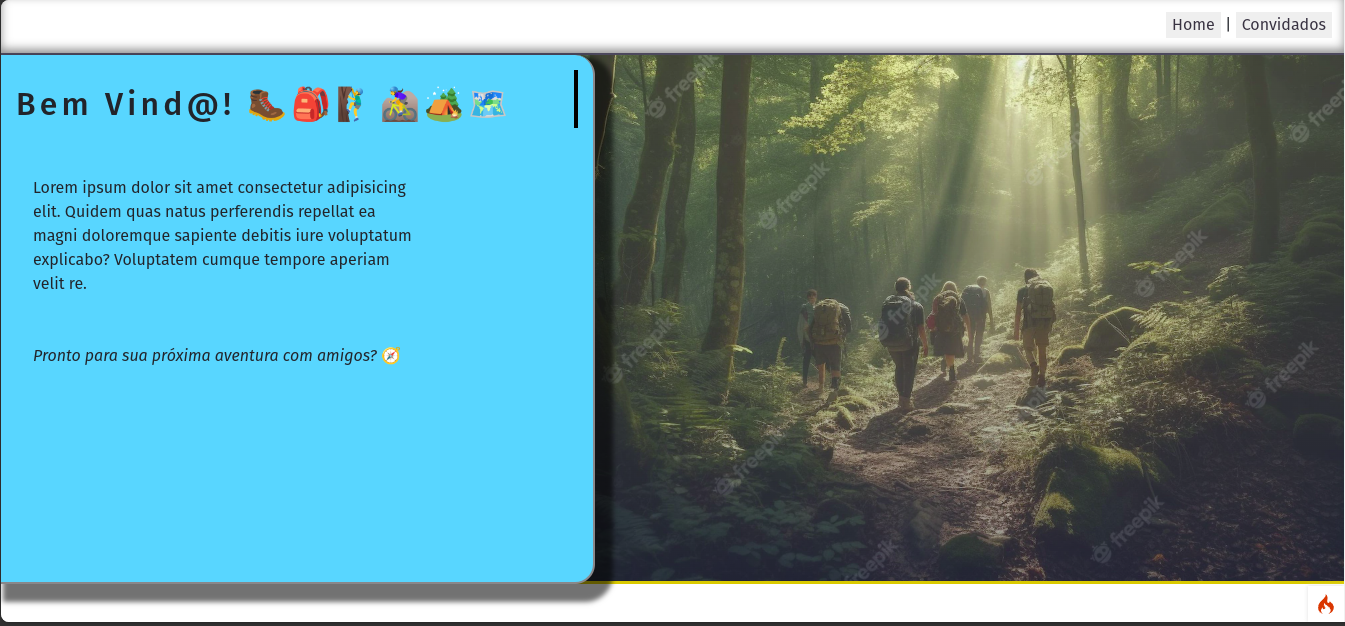 Home | Convidados
Bem Vind@! 🥾🎒🧗 🚵‍♀️🏕️🗺️
Lorem ipsum dolor sit amet consectetur adipisicing
elit. Quidem quas natus perferendis repellat ea
magni doloremque sapiente debitis iure voluptatum
explicabo? Voluptatem cumque tempore aperiam
velit re.
Pronto para sua próxima aventura com amigos? 🧭
freepik
freepik
freepik
freepik
freepik
freepik
freepik
freepik
freepik
freepik
freepik